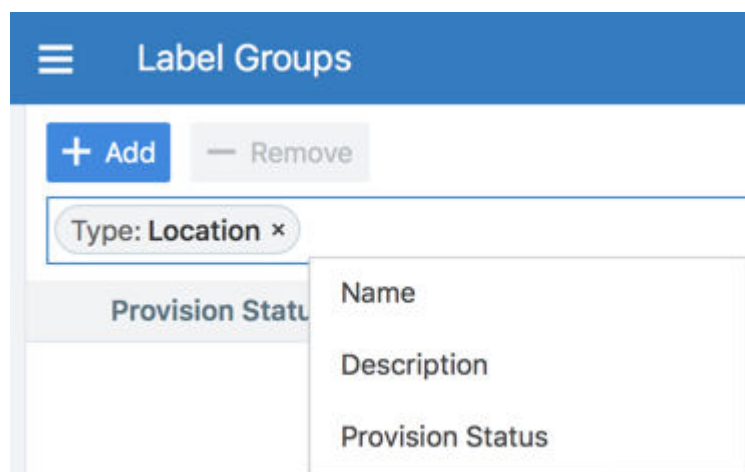 Label Groups
+ Add − Remove
Type: Location ×
Provision Statu
Name
Description
Provision Status